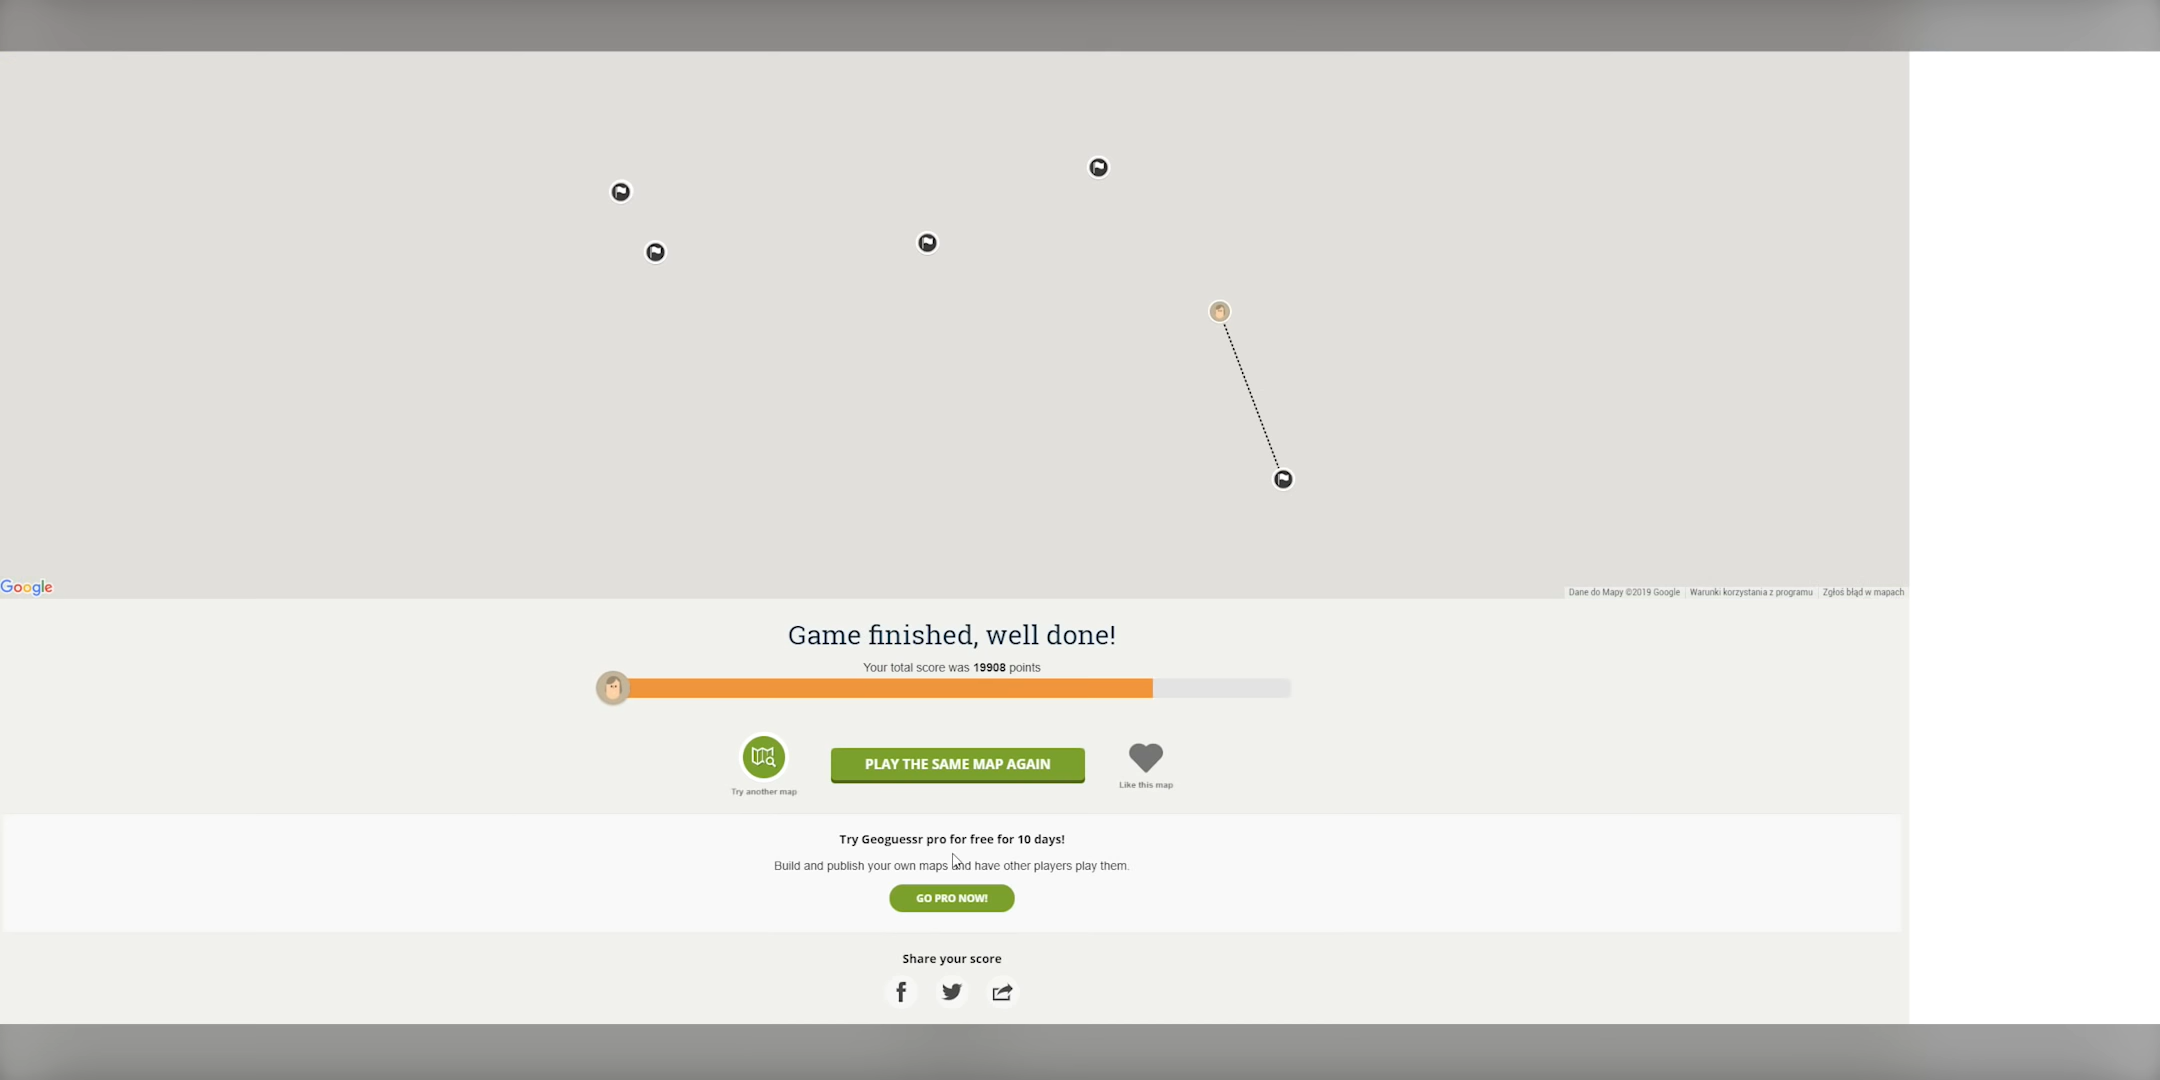 Google
Dane do Mapy ©2019 Google
Warunki korzystania z programu
Zgłoś błąd w mapach
Game finished, well done!
Your total score was 19908 points
Try another map
PLAY THE SAME MAP AGAIN
Like this map
Try Geoguessr pro for free for 10 days!
Build and publish your own maps and have other players play them.
GO PRO NOW!
Share your score